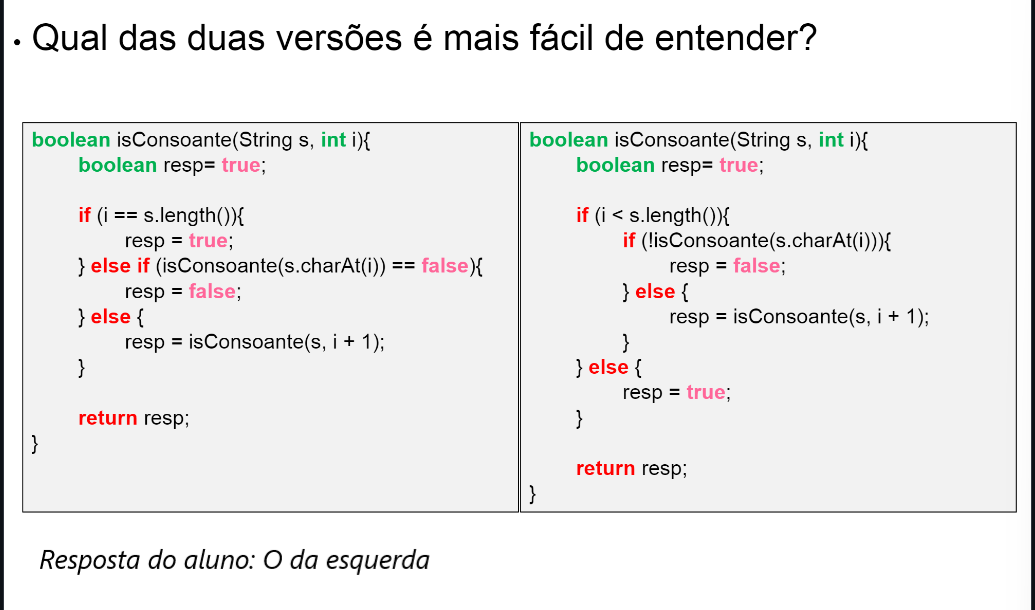 • Qual das duas versões é mais fácil de entender?
boolean isConsoante(String s, int i){
boolean resp= true;
if (i == s.length()){
resp = true;
} else if (isConsoante(s.charAt(i)) == false){
resp = false;
} else {
resp = isConsoante(s, i + 1);
}
return resp;
}
boolean isConsoante(String s, int i){
boolean resp= true;
if (i < s.length()){
if (!isConsoante(s.charAt(i))){
resp = false;
} else {
resp = isConsoante(s, i + 1);
}
} else {
resp = true;
}
return resp;
}
Resposta do aluno: O da esquerda